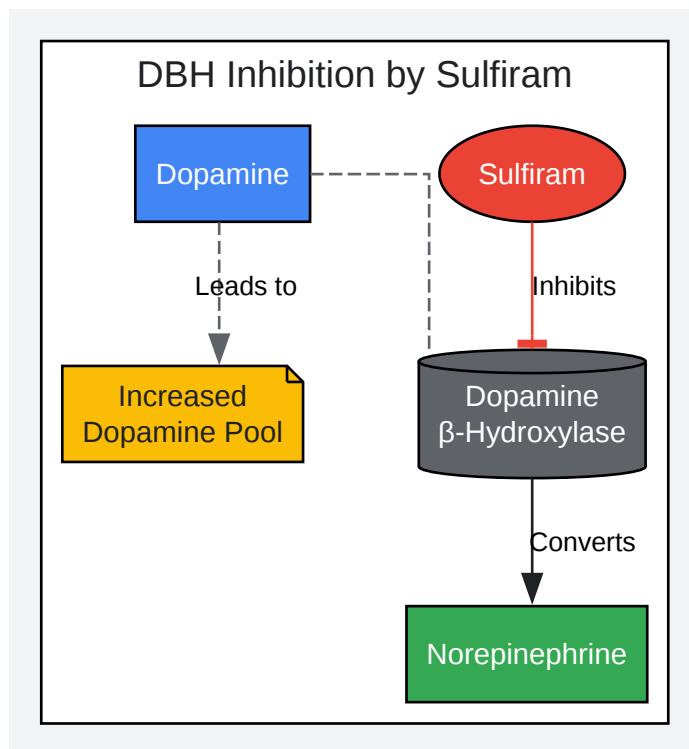 DBH Inhibition by Sulfiram
Dopamine
Sulfiram
Leads to
Inhibits
Increased
Dopamine Pool
Dopamine
β-Hydroxylase
Converts
Norepinephrine